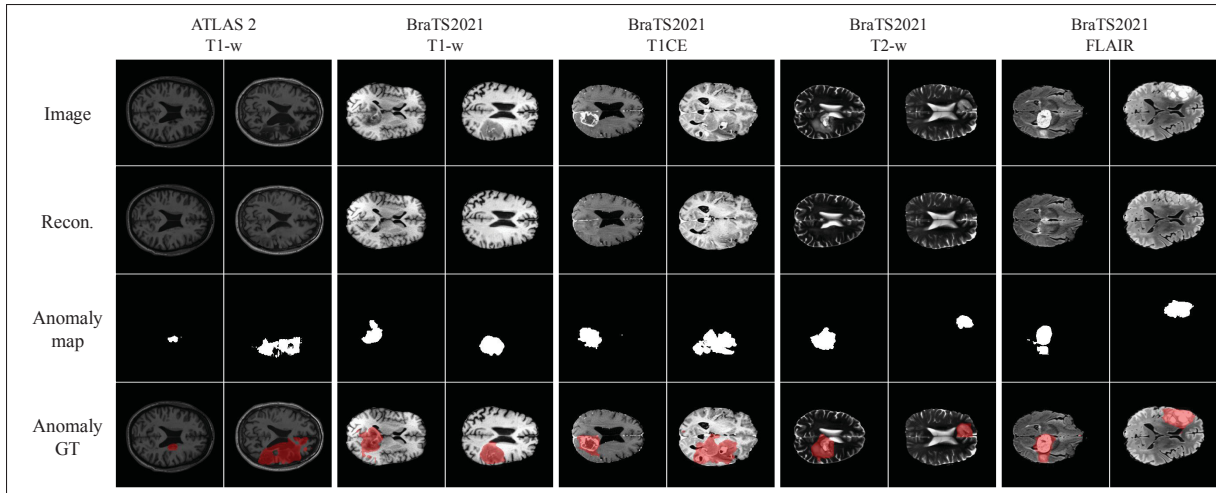 ATLAS 2
T1-w
BraTS2021
T1-w
BraTS2021
T1CE
BraTS2021
T2-w
BraTS2021
FLAIR
Image
Recon.
Anomaly
map
Anomaly
GT